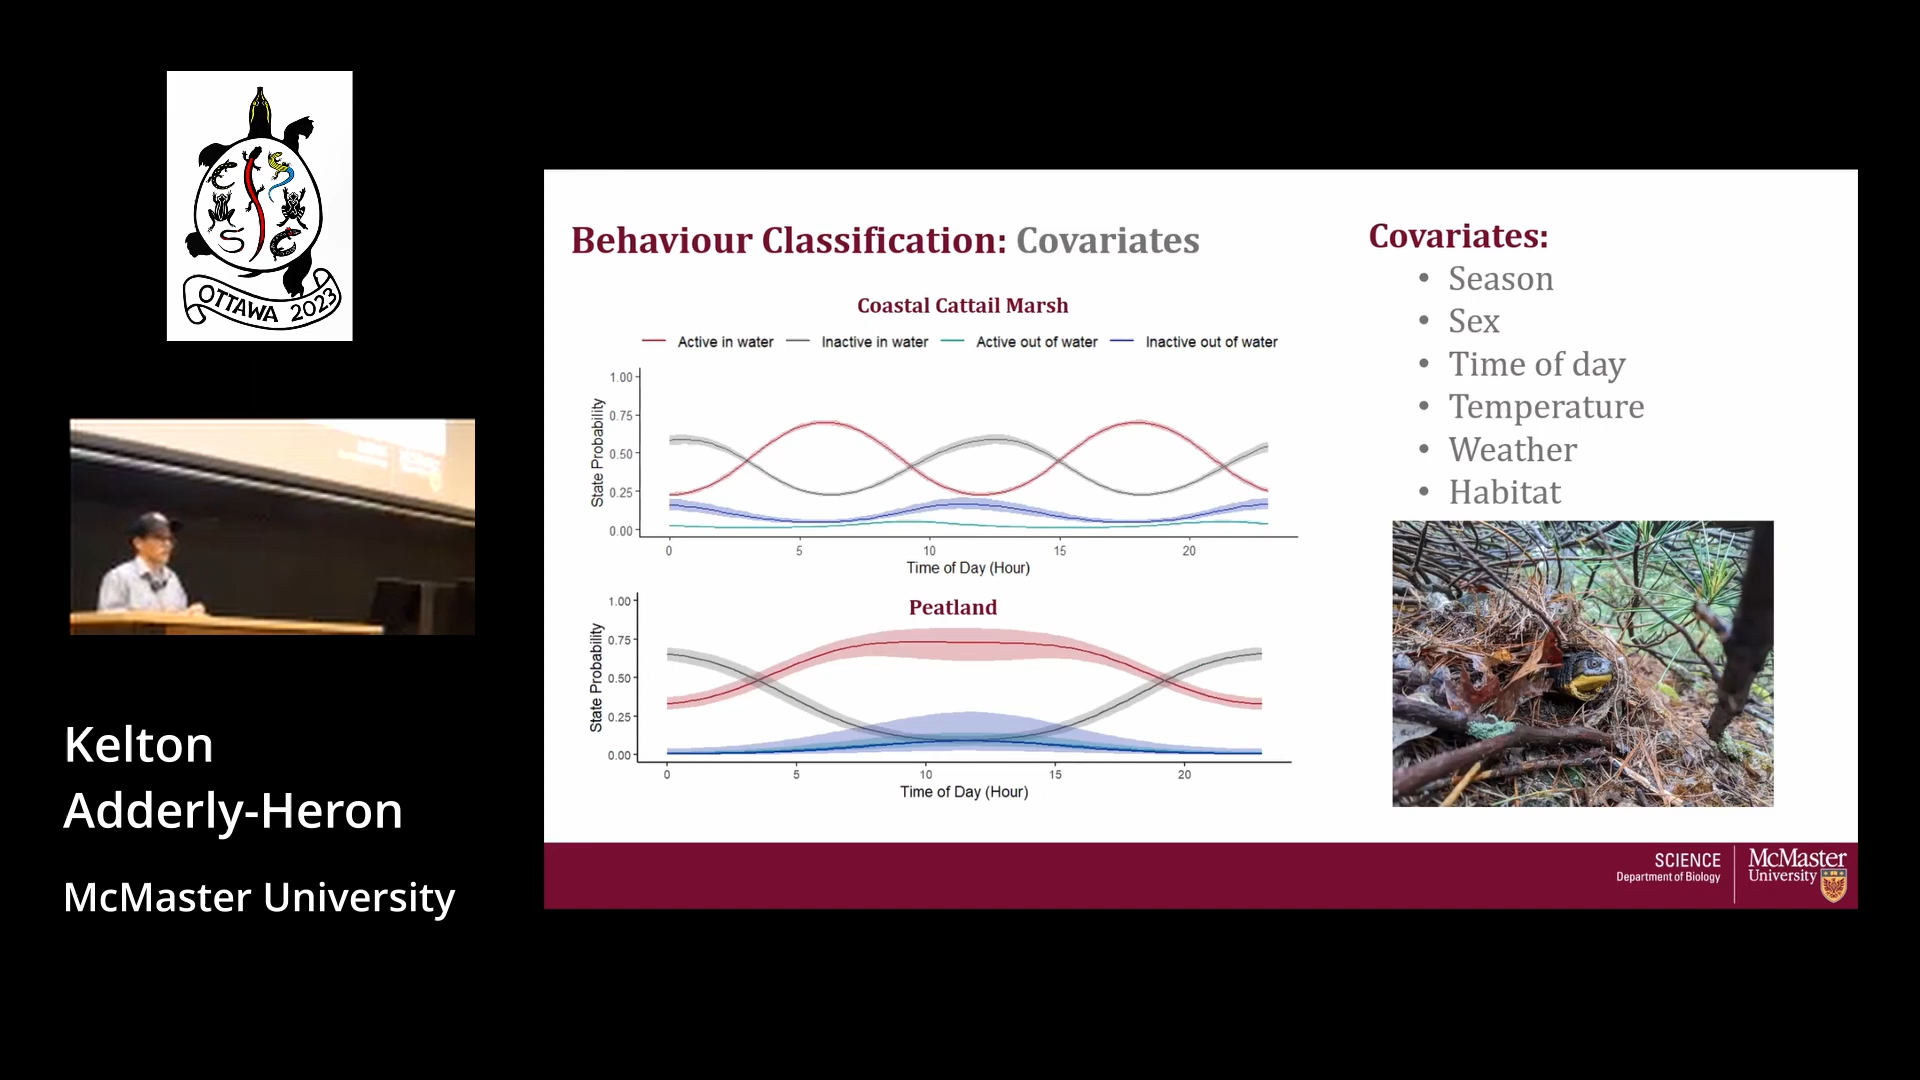 OTTAWA 2023
Kelton
Adderly-Heron
McMaster University
Behaviour Classification: Covariates
Coastal Cattail Marsh
Active in water
Inactive in water
Active out of water
Inactive out of water
State Probability
1.00
0.75
0.50
0.25
0.00
0
5
10
15
20
Time of Day (Hour)
Peatland
State Probability
1.00
0.75
0.50
0.25
0.00
0
5
10
15
20
Time of Day (Hour)
Covariates:
• Season
• Sex
• Time of day
• Temperature
• Weather
• Habitat
SCIENCE
Department of Biology
McMaster
University